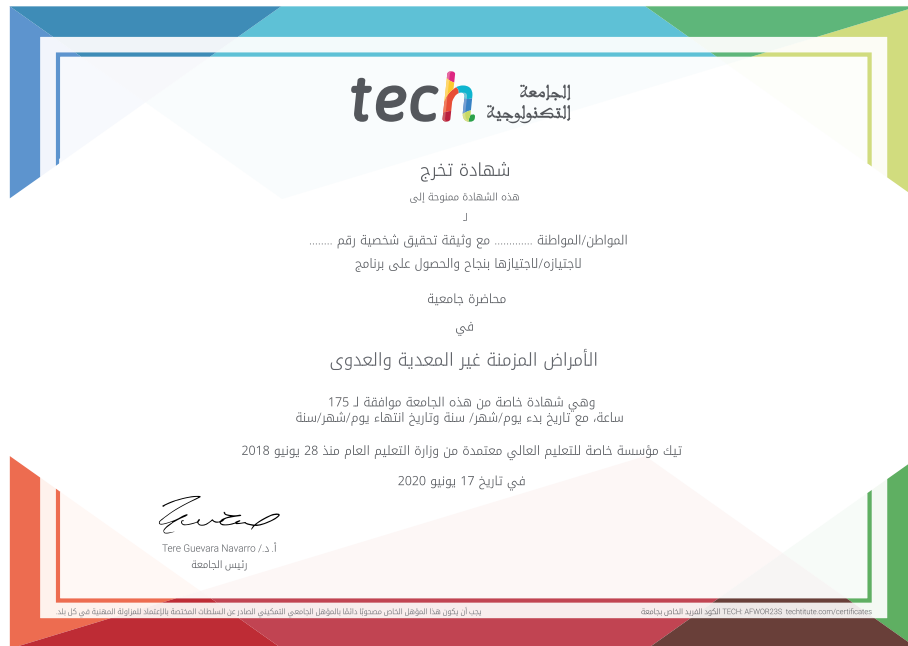 tech الجامعة
التكنولوجية
شهادة تخرج
هذه الشهادة ممنوحة إلى
لـ
المواطن/المواطنة ............. مع وثيقة تحقيق شخصية رقم ........
لاجتيازه/لاجتيازها بنجاح والحصول على برنامج
محاضرة جامعية
في
الأمراض المزمنة غير المعدية والعدوى
وهي شهادة خاصة من هذه الجامعة موافقة لـ 175
ساعة، مع تاريخ بدء يوم/شهر/ سنة وتاريخ انتهاء يوم/شهر/سنة
تيك مؤسسة خاصة للتعليم العالي معتمدة من وزارة التعليم العام منذ 28 يونيو 2018
في تاريخ 17 يونيو 2020
أ.د./ Tere Guevara Navarro
رئيس الجامعة
الكود الفريد الخاص بجامعة TECH: AFWOR23S techtitute.com/certificates
يجب أن يكون هذا المؤهل الخاص مصحوبًا دائمًا بالمؤهل الجامعي التمكيني الصادر عن السلطات المختصة بالإعتماد للمزاولة المهنية في كل بلد.